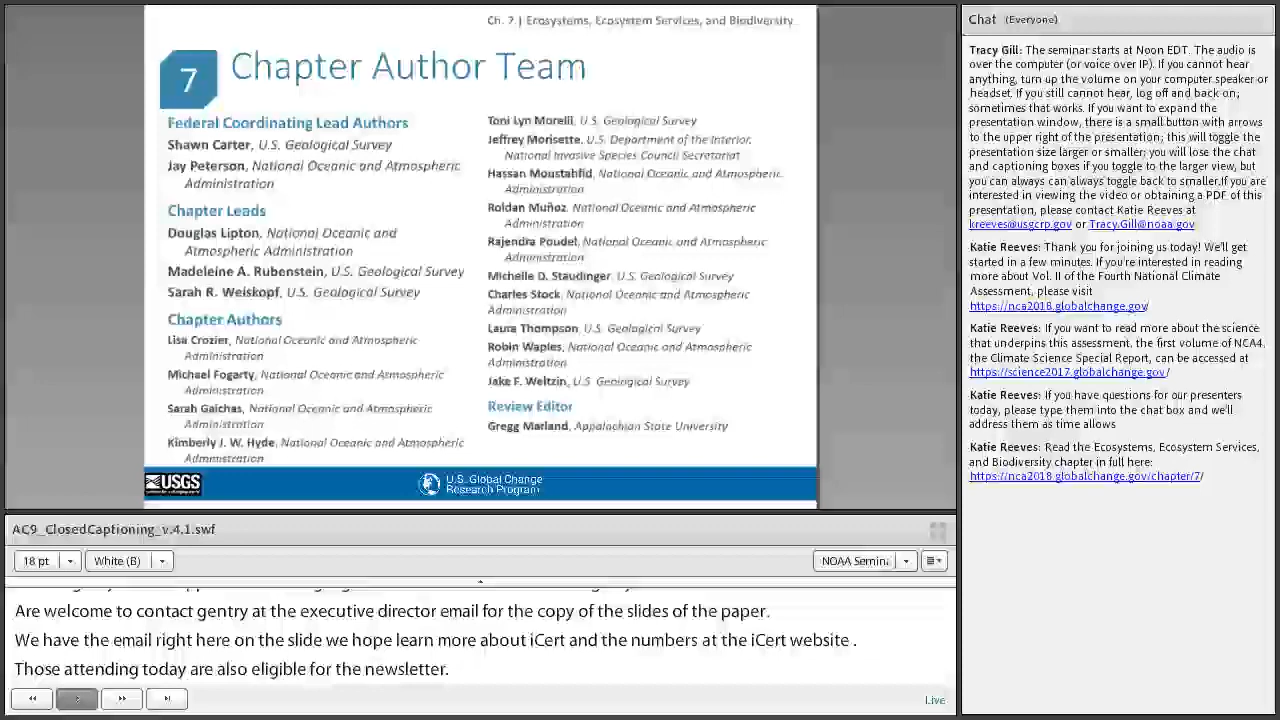 Ch. 7 | Ecosystems, Ecosystem Services, and Biodiversity
7
Chapter Author Team
Federal Coordinating Lead Authors
Shawn Carter, U.S. Geological Survey
Jay Peterson, National Oceanic and Atmospheric
Administration
Chapter Leads
Douglas Lipton, National Oceanic and
Atmospheric Administration
Madeleine A. Rubenstein, U.S. Geological Survey
Sarah R. Weiskopf, U.S. Geological Survey
Chapter Authors
Lisa Crozier, National Oceanic and Atmospheric
Administration
Michael Fogarty, National Oceanic and Atmospheric
Administration
Sarah Gaichas, National Oceanic and Atmospheric
Administration
Kimberly J. W. Hyde, National Oceanic and Atmospheric
Administration
Toni Lyn Morelli, U.S. Geological Survey
Jeffrey Morisette, U.S. Department of the Interior,
National Invasive Species Council Secretariat
Hassan Moustahfid, National Oceanic and Atmospheric
Administration
Roldan Muñoz, National Oceanic and Atmospheric
Administration
Rajendra Poudel, National Oceanic and Atmospheric
Administration
Michelle D. Staudinger, U.S. Geological Survey
Charles Stock, National Oceanic and Atmospheric
Administration
Laura Thompson, U.S. Geological Survey
Robin Waples, National Oceanic and Atmospheric
Administration
Jake F. Weltzin, U.S. Geological Survey
Review Editor
Gregg Marland, Appalachian State University
USGS
U.S. Global Change
Research Program
AC9_ClosedCaptioning_v.4.1.swf
18 pt
White (B)
NOAA Semin
Are welcome to contact gentry at the executive director email for the copy of the slides of the paper.
We have the email right here on the slide we hope learn more about iCert and the numbers at the iCert website .
Those attending today are also eligible for the newsletter.
Live
Chat (Everyone)
Tracy Gill: The seminar starts at Noon EDT. The audio is
over the computer (or voice over IP). If you cannot hear
anything, turn up the volume on your computer speaker or
headset. If you still cannot hear, log off and back on;
sometimes that works. If you want to expand the
presentation window, there is a small button with arrows
to the upper right of the presentation; this will toggle the
presentation size larger or smaller; you will lose the chat
and captioning boxes if you toggle to the larger view, but
you can always can always toggle back to smaller.If you are
interested in viewing the video or obtaining a PDF of this
presentation, please contact Katie Reeves at
kreeves@usgcrp.gov or Tracy.Gill@noaa.gov
Katie Reeves: Thank you for joining us today! We'll get
started in a few minutes. If you're interested in reading
more about Vol. II of the Fourth National Climate
Assessment, please visit
https://nca2018.globalchange.gov/
Katie Reeves: If you want to read more about the science
that underpins this assessment, the first volume of NCA4,
the Climate Science Special Report, can be accessed at
https://science2017.globalchange.gov/
Katie Reeves: If you have questions for our presenters
today, please type them into the chat box and we'll
address them as time allows
Katie Reeves: Read the Ecosystems, Ecosystem Services,
and Biodiversity chapter in full here:
https://nca2018.globalchange.gov/chapter/7/